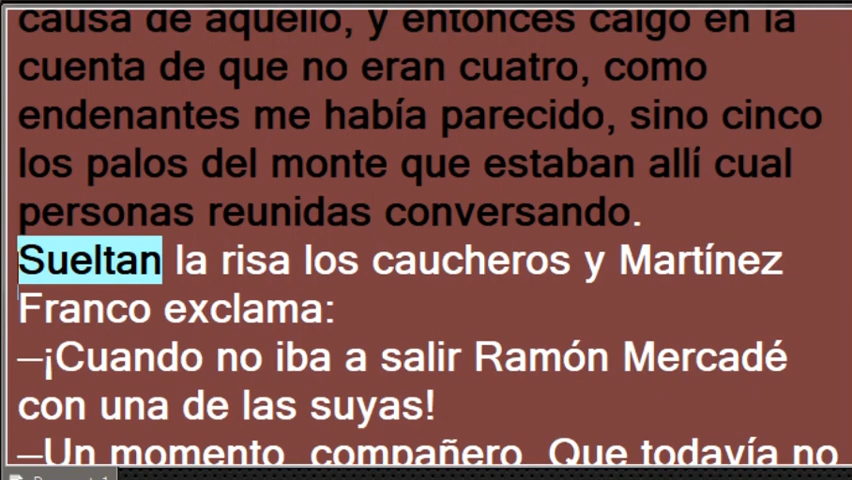 causa de aquello, y entonces caigo en la
cuenta de que no eran cuatro, como
endenantes me había parecido, sino cinco
los palos del monte que estaban allí cual
personas reunidas conversando.
Sueltan la risa los caucheros y Martínez
Franco exclama:
—¡Cuando no iba a salir Ramón Mercadé
con una de las suyas!
—Un momento, compañero. Que todavía no